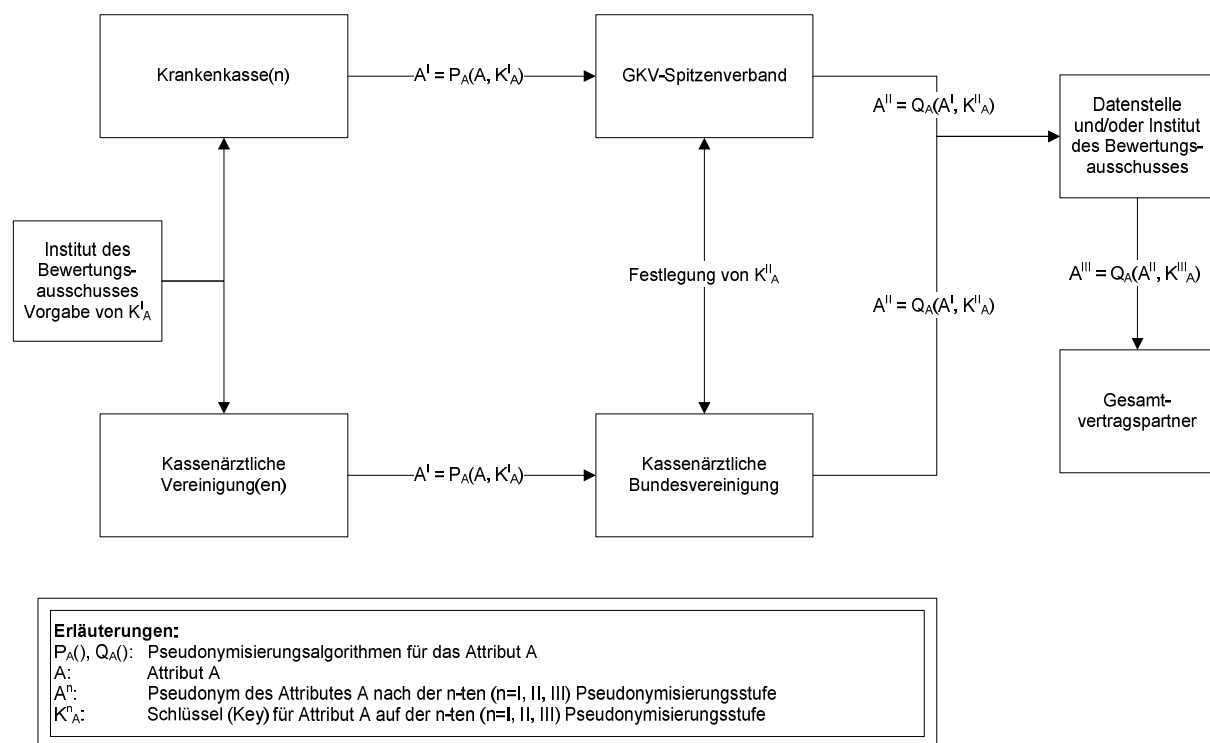 Krankenkasse(n)
A^I = P_A(A, K^I_A)
GKV-Spitzenverband
A^II = Q_A(A^I, K^II_A)
Datenstelle
und/oder Institut
des Bewertungs-
ausschusses
Institut des
Bewertungs-
ausschusses
Vorgabe von K^I_A
Festlegung von K^II_A
A^II = Q_A(A^I, K^II_A)
A^III = Q_A(A^II, K^III_A)
Kassenärztliche
Vereinigung(en)
A^I = P_A(A, K^I_A)
Kassenärztliche
Bundesvereinigung
Gesamt-
vertragspartner
Erläuterungen:
P_A(), Q_A(): Pseudonymisierungsalgorithmen für das Attribut A
A: Attribut A
A^n: Pseudonym des Attributes A nach der n-ten (n=I, II, III) Pseudonymisierungsstufe
K^n_A: Schlüssel (Key) für Attribut A auf der n-ten (n=I, II, III) Pseudonymisierungsstufe